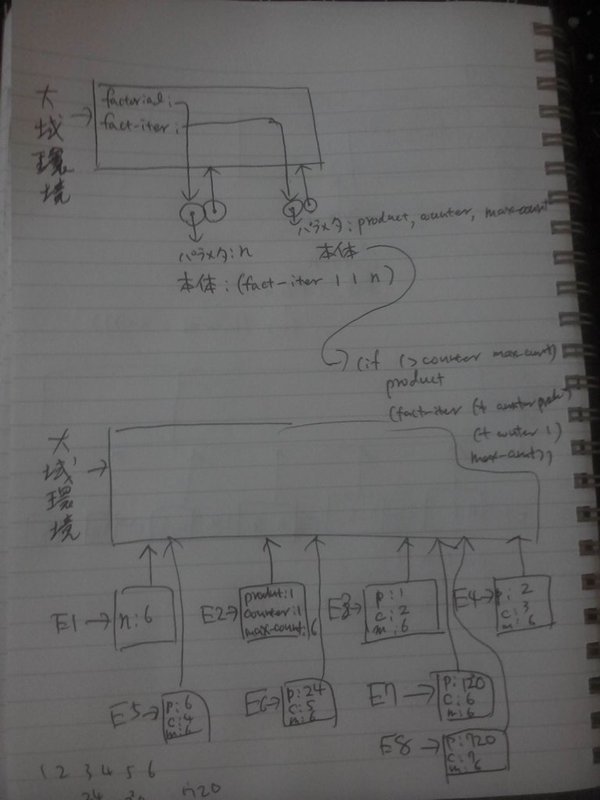 大域環境
factorial:
fact-iter:
パラメタ:n
本体:(fact-iter 1 1 n)
パラメタ:product, counter, max-count
本体
(if (> counter max-count)
product
(fact-iter (* counter product)
(+ counter 1)
max-count))
大域環境
E1 n:6
E2 product:1
counter:1
max-count:6
E3 p:1
c:2
m:6
E4 p:2
c:3
m:6
E5 p:6
c:4
m:6
E6 p:24
c:5
m:6
E7 p:120
c:6
m:6
E8 p:720
c:7
m:6
1 2 3 4 5 6
24